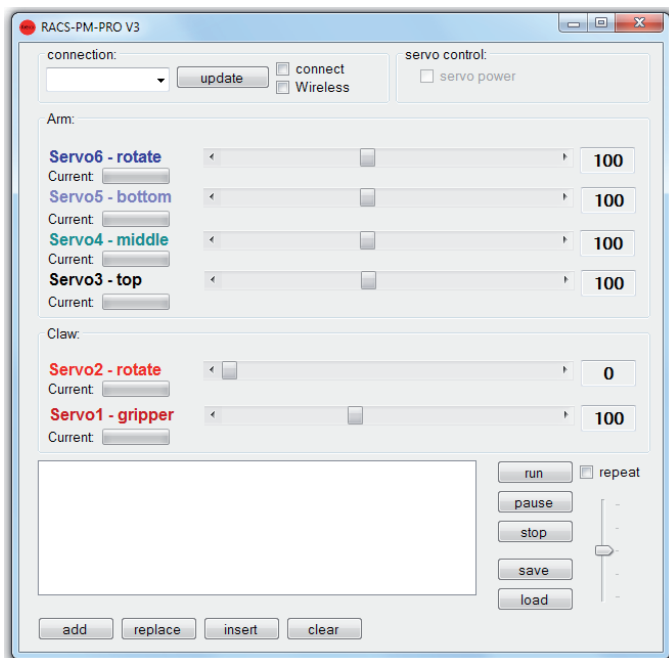 RACS-PM-PRO V3
connection:
update
connect
Wireless
servo control:
servo power
Arm:
Servo6 - rotate
100
Current:
Servo5 - bottom
100
Current:
Servo4 - middle
100
Current:
Servo3 - top
100
Current:
Claw:
Servo2 - rotate
0
Current:
Servo1 - gripper
100
Current:
run
repeat
pause
stop
save
load
add
replace
insert
clear